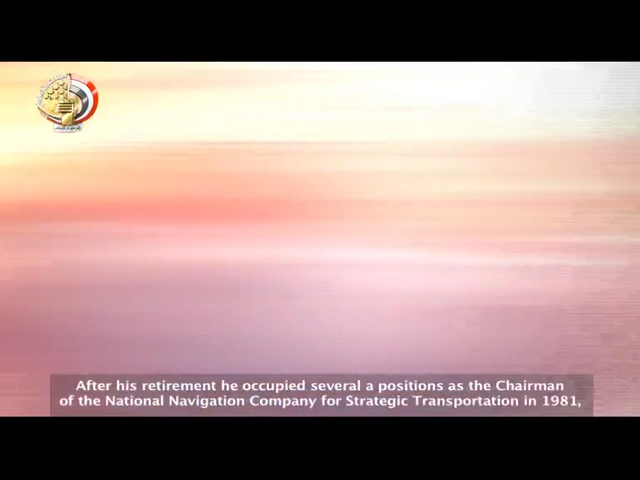 After his retirement he occupied several a positions as the Chairman
of the National Navigation Company for Strategic Transportation in 1981,